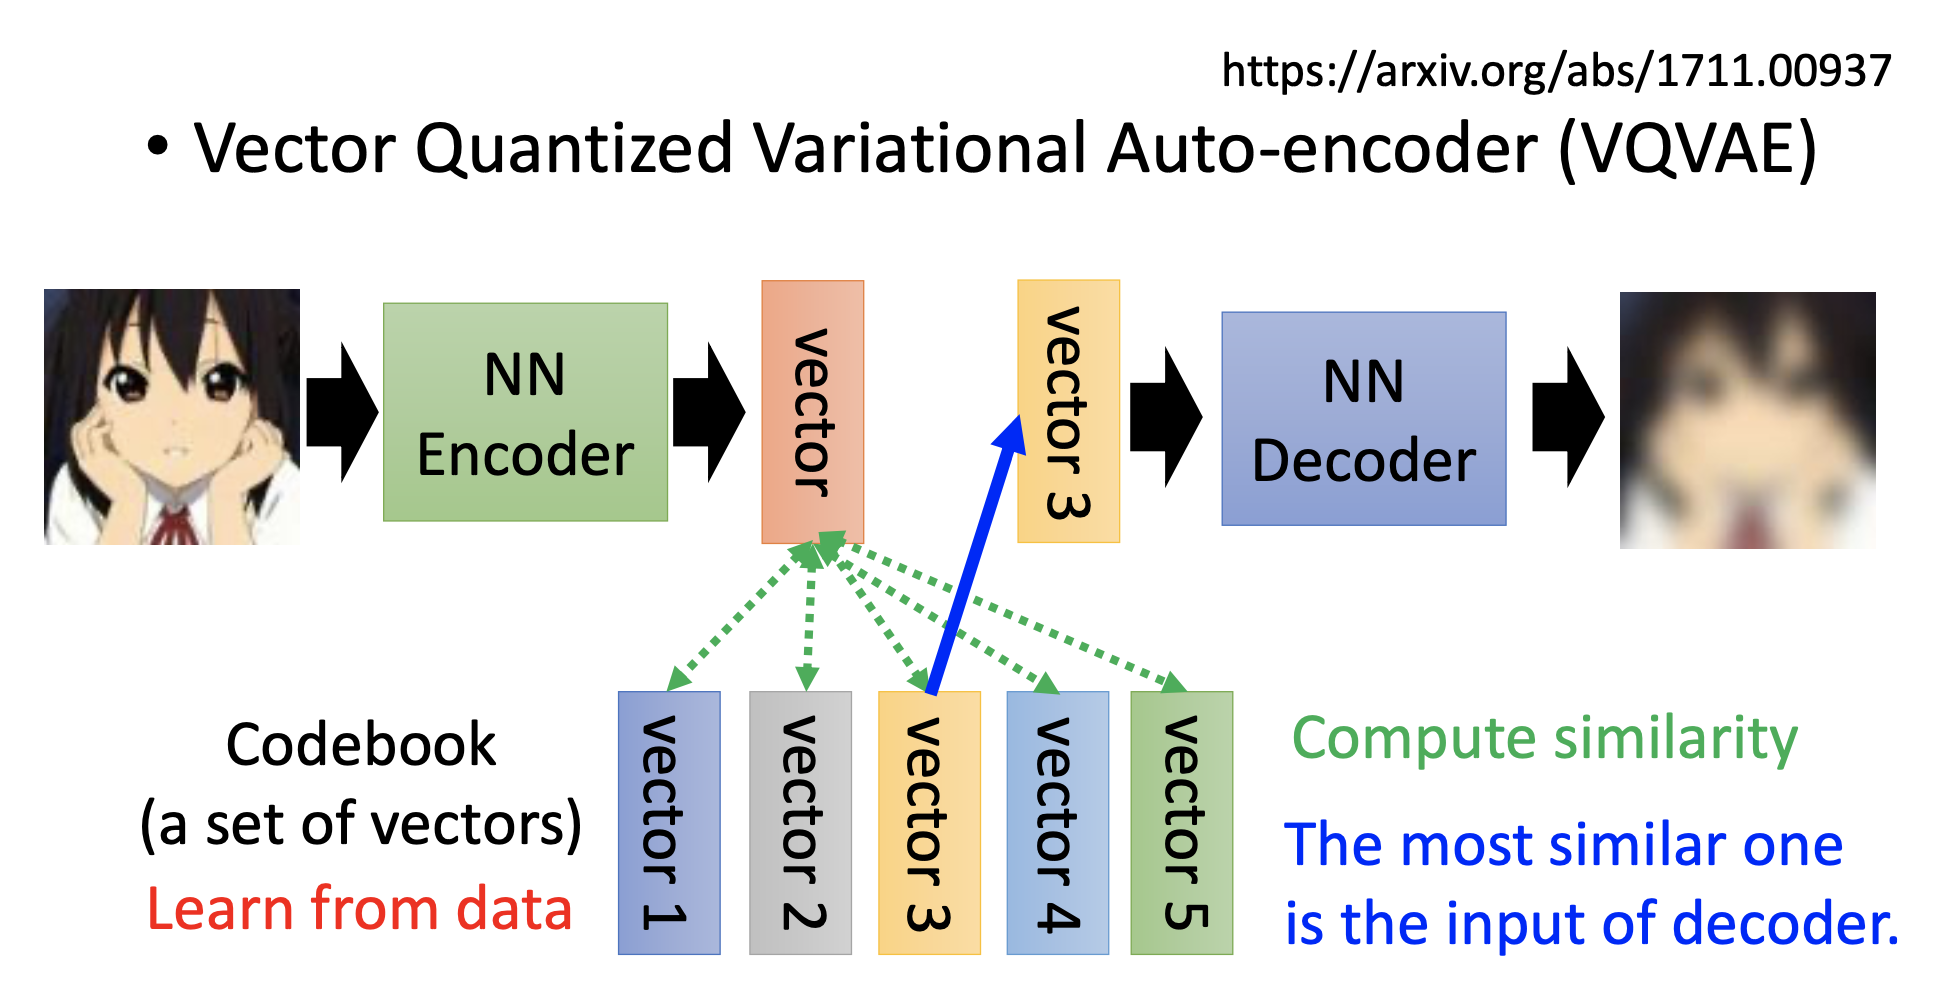 https://arxiv.org/abs/1711.00937
• Vector Quantized Variational Auto-encoder (VQVAE)
NN
Encoder
vector
vector 3
NN
Decoder
Codebook
(a set of vectors)
Learn from data
vector 1
vector 2
vector 3
vector 4
vector 5
Compute similarity
The most similar one
is the input of decoder.